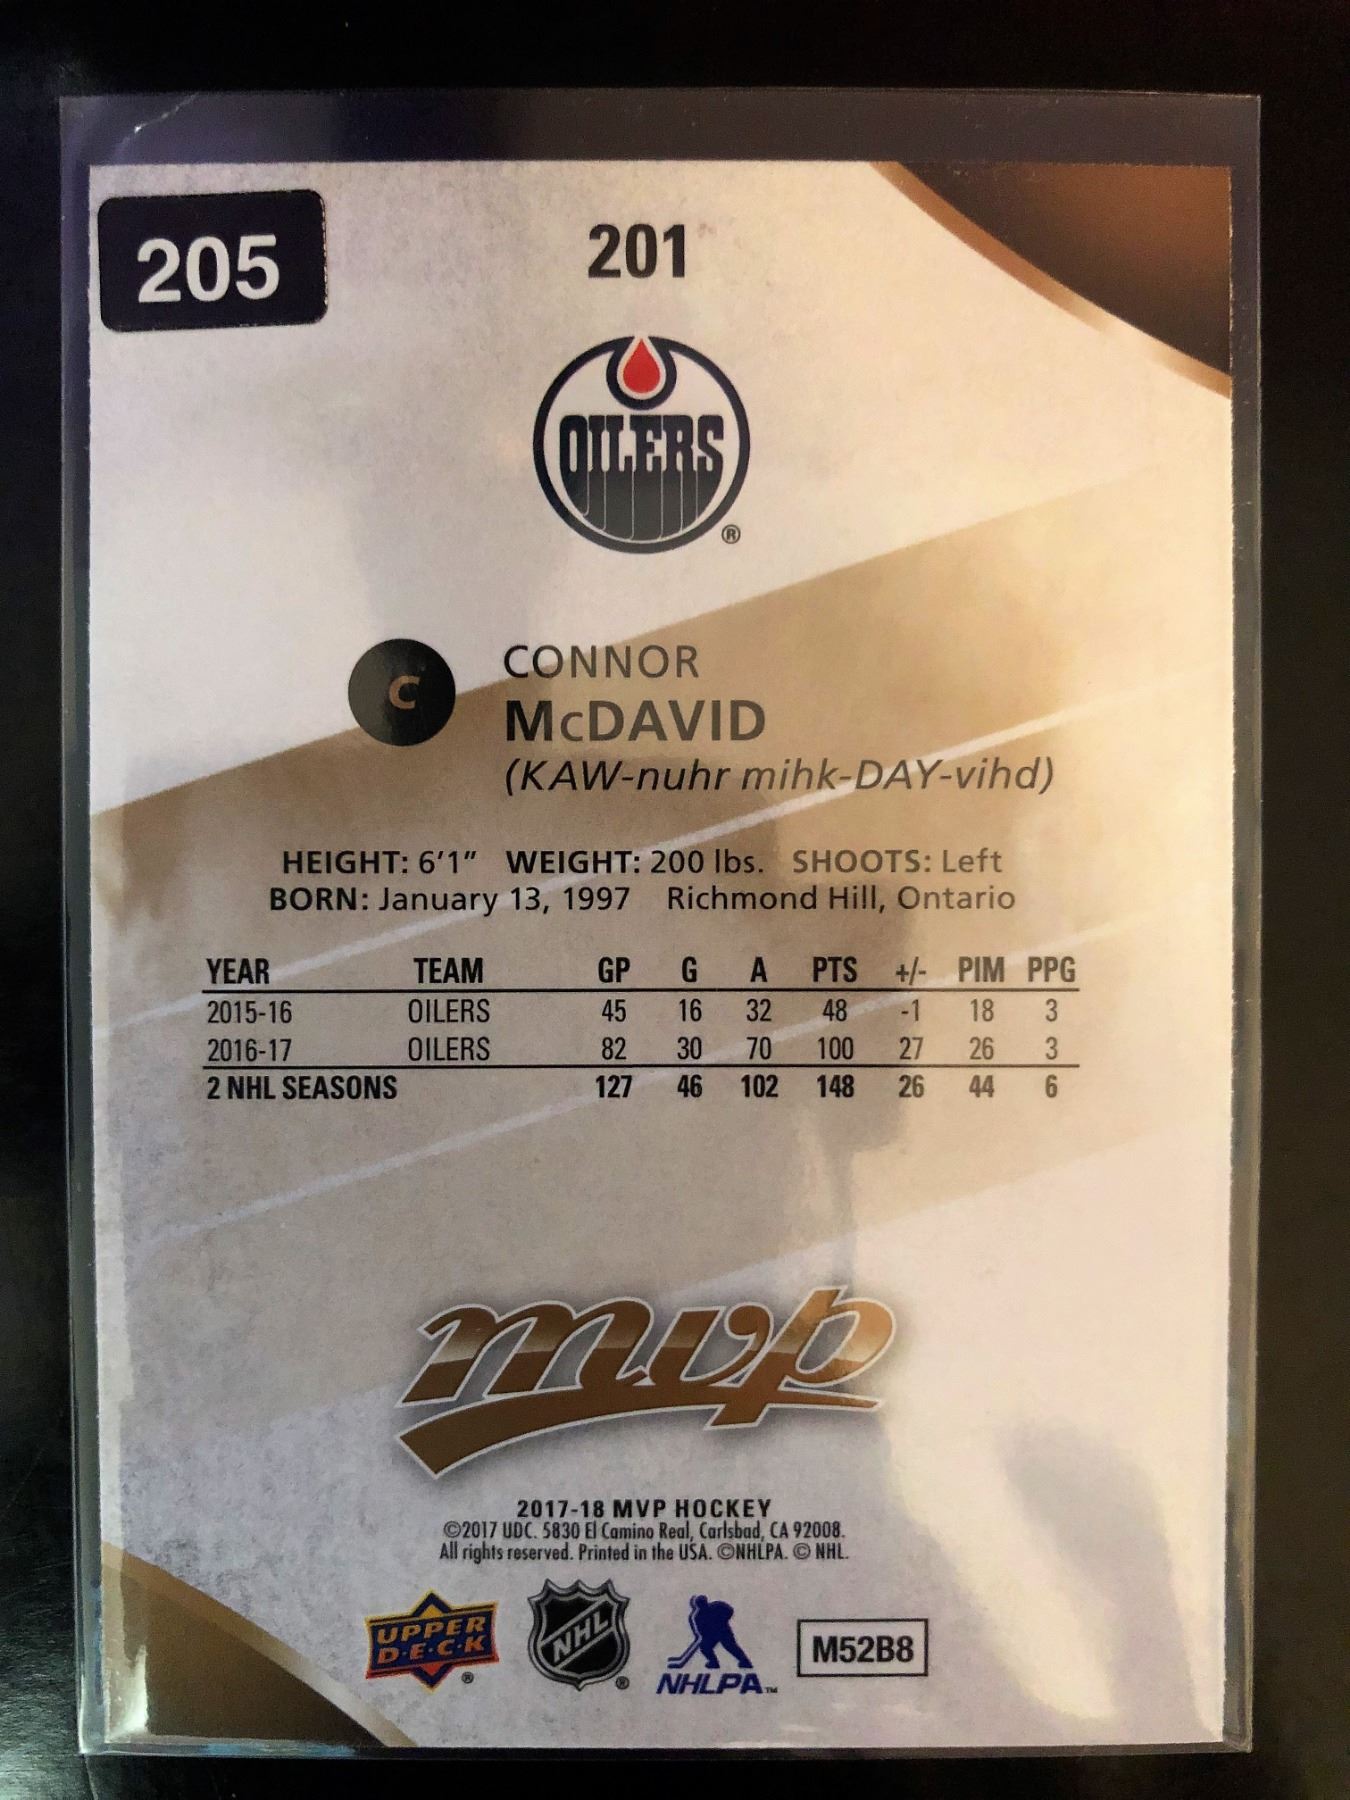 205
201
OILERS
®
C
CONNOR
McDAVID
(KAW-nuhr mihk-DAY-vihd)
HEIGHT: 6'1" WEIGHT: 200 lbs. SHOOTS: Left
BORN: January 13, 1997 Richmond Hill, Ontario
YEAR TEAM GP G A PTS +/- PIM PPG
2015-16 OILERS 45 16 32 48 -1 18 3
2016-17 OILERS 82 30 70 100 27 26 3
2 NHL SEASONS 127 46 102 148 26 44 6
mvp
2017-18 MVP HOCKEY
©2017 UDC. 5830 El Camino Real, Carlsbad, CA 92008.
All rights reserved. Printed in the USA. ©NHLPA. © NHL.
UPPER
D·E·C·K
®
NHL
®
NHLPA™
M52B8